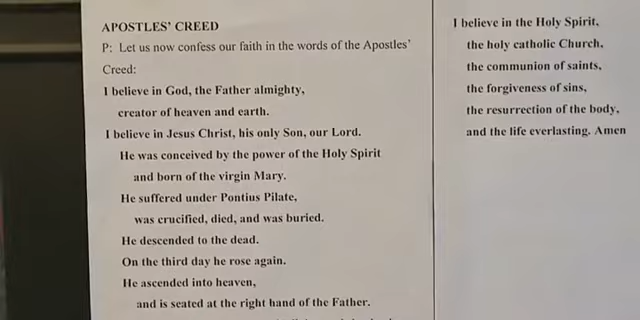 APOSTLES' CREED
P: Let us now confess our faith in the words of the Apostles'
Creed:
I believe in God, the Father almighty,
creator of heaven and earth.
I believe in Jesus Christ, his only Son, our Lord.
He was conceived by the power of the Holy Spirit
and born of the virgin Mary.
He suffered under Pontius Pilate,
was crucified, died, and was buried.
He descended to the dead.
On the third day he rose again.
He ascended into heaven,
and is seated at the right hand of the Father.
I believe in the Holy Spirit,
the holy catholic Church,
the communion of saints,
the forgiveness of sins,
the resurrection of the body,
and the life everlasting. Amen